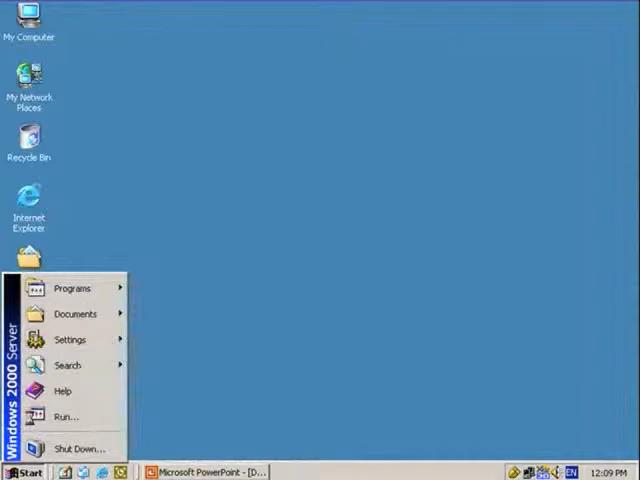 My Computer
My Network
Places
Recycle Bin
Internet
Explorer
Windows 2000 Server
Programs
Documents
Settings
Search
Help
Run...
Shut Down...
Start
Microsoft PowerPoint - [D...
EN
12:09 PM